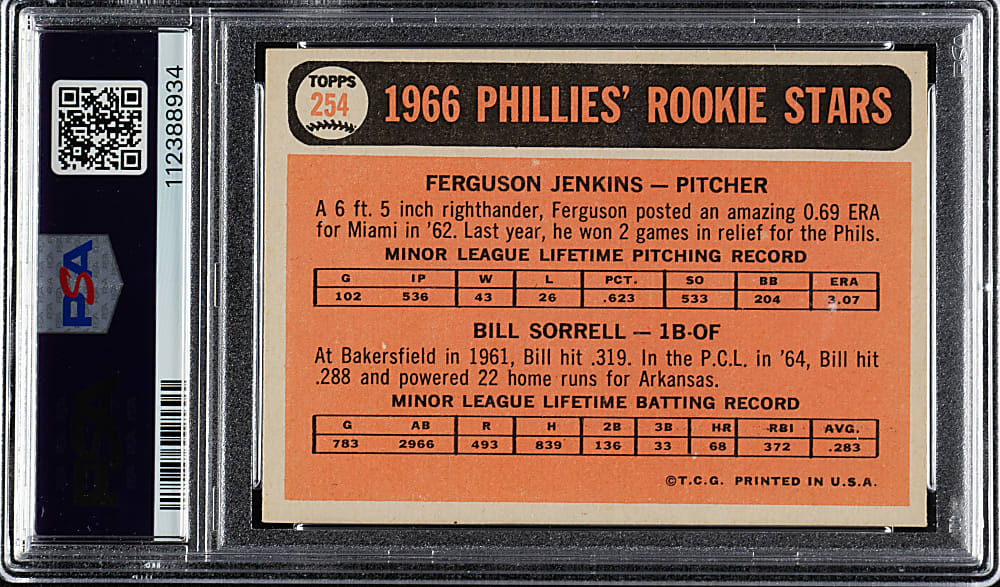 112388934
PSA
TOPPS
254
1966 PHILLIES' ROOKIE STARS
FERGUSON JENKINS — PITCHER
A 6 ft. 5 inch righthander, Ferguson posted an amazing 0.69 ERA
for Miami in '62. Last year, he won 2 games in relief for the Phils.
MINOR LEAGUE LIFETIME PITCHING RECORD
G IP W L PCT. SO BB ERA
102 536 43 26 .623 533 204 3.07
BILL SORRELL — 1B-OF
At Bakersfield in 1961, Bill hit .319. In the P.C.L. in '64, Bill hit
.288 and powered 22 home runs for Arkansas.
MINOR LEAGUE LIFETIME BATTING RECORD
G AB R H 2B 3B HR RBI AVG.
783 2966 493 839 136 33 68 372 .283
©T.C.G. PRINTED IN U.S.A.
PSA